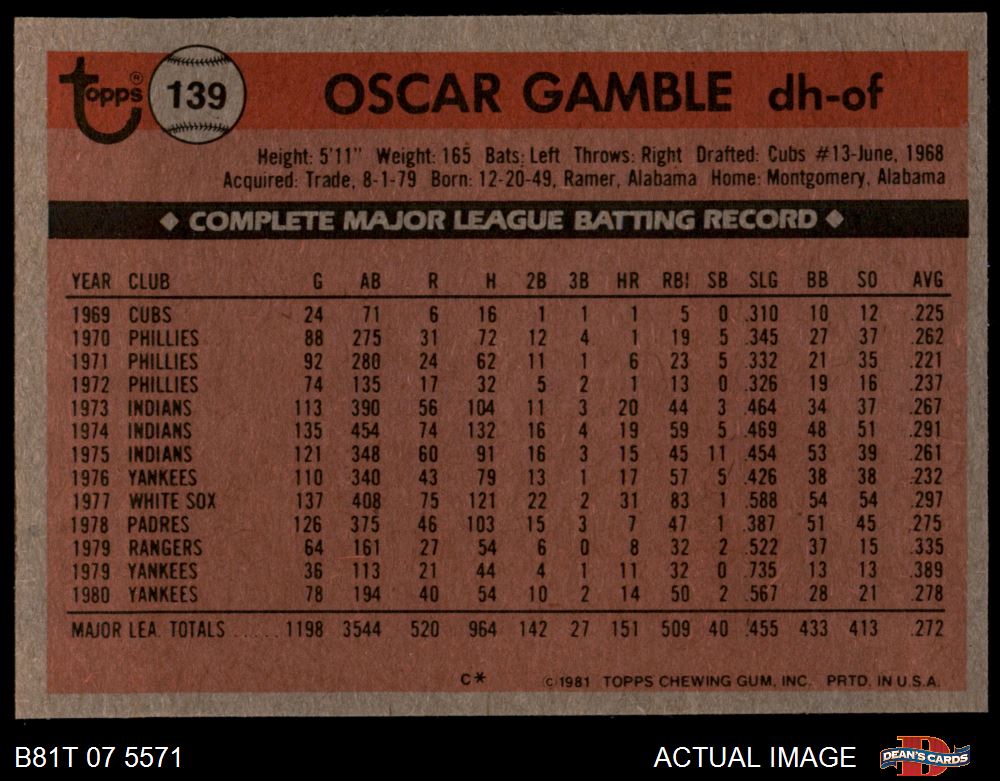 topps® 139 OSCAR GAMBLE dh-of
Height: 5'11" Weight: 165 Bats: Left Throws: Right Drafted: Cubs #13-June, 1968
Acquired: Trade, 8-1-79 Born: 12-20-49, Ramer, Alabama Home: Montgomery, Alabama
◆ COMPLETE MAJOR LEAGUE BATTING RECORD ◆
YEAR CLUB G AB R H 2B 3B HR RBI SB SLG BB SO AVG
1969 CUBS 24 71 6 16 1 1 1 5 0 .310 10 12 .225
1970 PHILLIES 88 275 31 72 12 4 1 19 5 .345 27 37 .262
1971 PHILLIES 92 280 24 62 11 1 6 23 5 .332 21 35 .221
1972 PHILLIES 74 135 17 32 5 2 1 13 0 .326 19 16 .237
1973 INDIANS 113 390 56 104 11 3 20 44 3 .464 34 37 .267
1974 INDIANS 135 454 74 132 16 4 19 59 5 .469 48 51 .291
1975 INDIANS 121 348 60 91 16 3 15 45 11 .454 53 39 .261
1976 YANKEES 110 340 43 79 13 1 17 57 5 .426 38 38 .232
1977 WHITE SOX 137 408 75 121 22 2 31 83 1 .588 54 54 .297
1978 PADRES 126 375 46 103 15 3 7 47 1 .387 51 45 .275
1979 RANGERS 64 161 27 54 6 0 8 32 2 .522 37 15 .335
1979 YANKEES 36 113 21 44 4 1 11 32 0 .735 13 13 .389
1980 YANKEES 78 194 40 54 10 2 14 50 2 .567 28 21 .278
MAJOR LEA. TOTALS ..... 1198 3544 520 964 142 27 151 509 40 .455 433 413 .272
C* © 1981 TOPPS CHEWING GUM, INC. PRTD. IN U.S.A.
B81T 07 5571 ACTUAL IMAGE DEAN'S CARDS